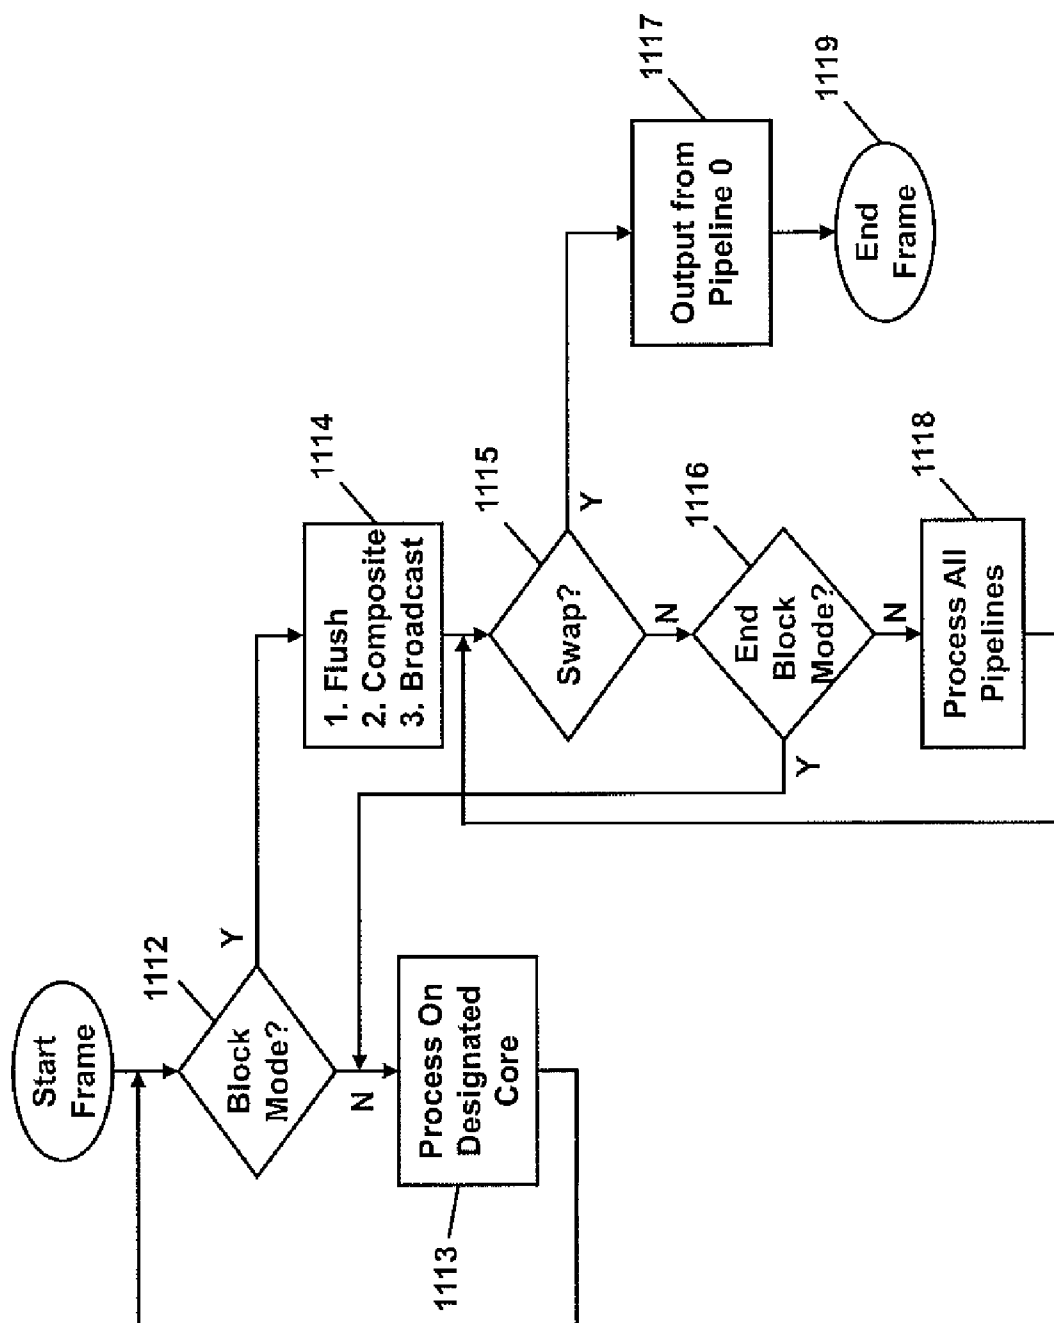 Start
Frame
1112
Block
Mode?
Y
N
Process On
Designated
Core
1113
1. Flush
2. Composite
3. Broadcast
1114
Swap?
1115
Y
N
End
Block
Mode?
1116
Y
N
Process All
Pipelines
1118
Output from
Pipeline 0
1117
End
Frame
1119